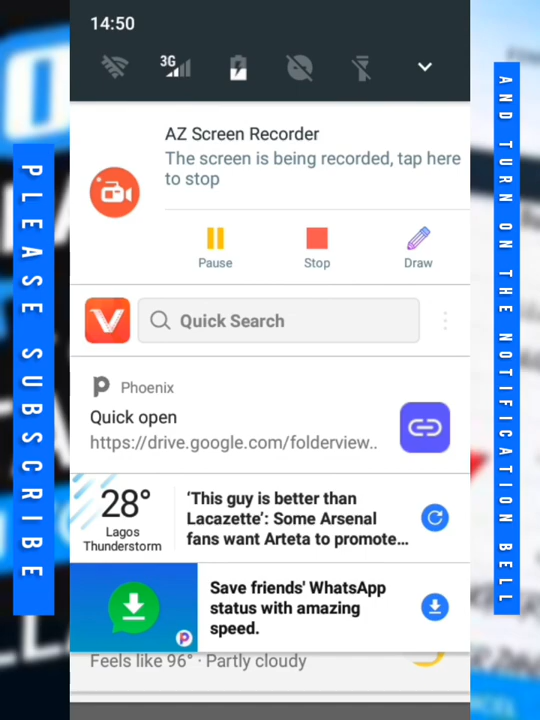 14:50
3G
AZ Screen Recorder
The screen is being recorded, tap here
to stop
Pause
Stop
Draw
Quick Search
Phoenix
Quick open
https://drive.google.com/folderview..
28°
Lagos
Thunderstorm
‘This guy is better than
Lacazette’: Some Arsenal
fans want Arteta to promote…
Save friends' WhatsApp
status with amazing
speed.
Feels like 96° · Partly cloudy
PLEASE SUBSCRIBE
AND TURN ON THE NOTIFICATION BELL